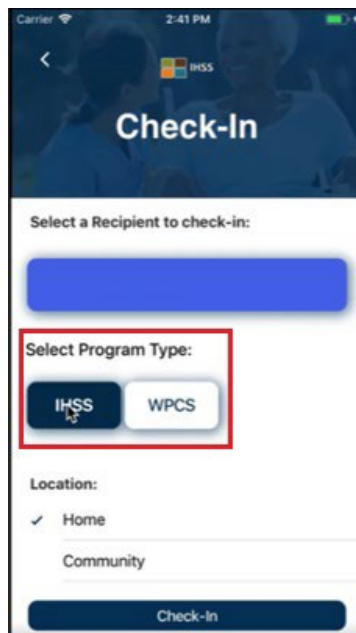 Carrier 2:41 PM
IHSS
Check-In
Select a Recipient to check-in:
Select Program Type:
IHSS WPCS
Location:
Home
Community
Check-In